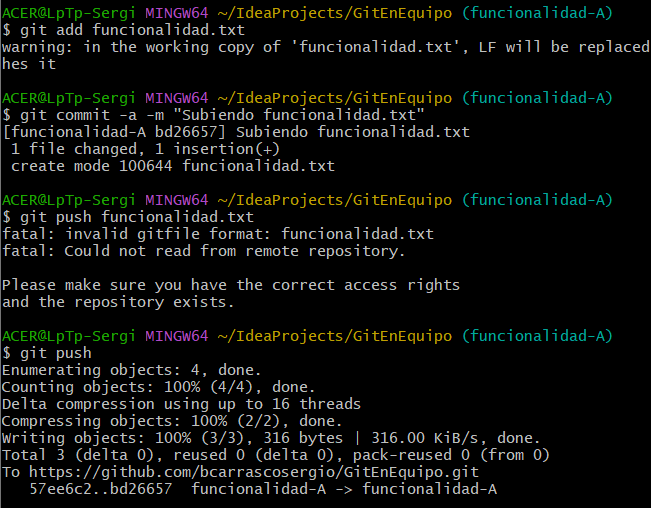 ACER@LpTp-Sergi MINGW64 ~/IdeaProjects/GitEnEquipo (funcionalidad-A)
$ git add funcionalidad.txt
warning: in the working copy of 'funcionalidad.txt', LF will be replaced
hes it

ACER@LpTp-Sergi MINGW64 ~/IdeaProjects/GitEnEquipo (funcionalidad-A)
$ git commit -a -m "Subiendo funcionalidad.txt"
[funcionalidad-A bd26657] Subiendo funcionalidad.txt
 1 file changed, 1 insertion(+)
 create mode 100644 funcionalidad.txt

ACER@LpTp-Sergi MINGW64 ~/IdeaProjects/GitEnEquipo (funcionalidad-A)
$ git push funcionalidad.txt
fatal: invalid gitfile format: funcionalidad.txt
fatal: Could not read from remote repository.

Please make sure you have the correct access rights
and the repository exists.

ACER@LpTp-Sergi MINGW64 ~/IdeaProjects/GitEnEquipo (funcionalidad-A)
$ git push
Enumerating objects: 4, done.
Counting objects: 100% (4/4), done.
Delta compression using up to 16 threads
Compressing objects: 100% (2/2), done.
Writing objects: 100% (3/3), 316 bytes | 316.00 KiB/s, done.
Total 3 (delta 0), reused 0 (delta 0), pack-reused 0 (from 0)
To https://github.com/bcarrascosergio/GitEnEquipo.git
   57ee6c2..bd26657  funcionalidad-A -> funcionalidad-A